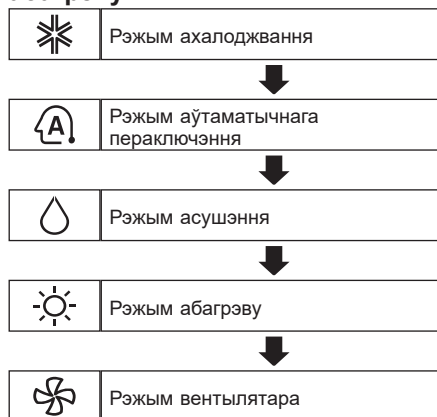 Рэжым ахалоджвання
A
Рэжым аўтаматычнага
пераключэння
Рэжым асушэння
Рэжым абагрэву
Рэжым вентылятара